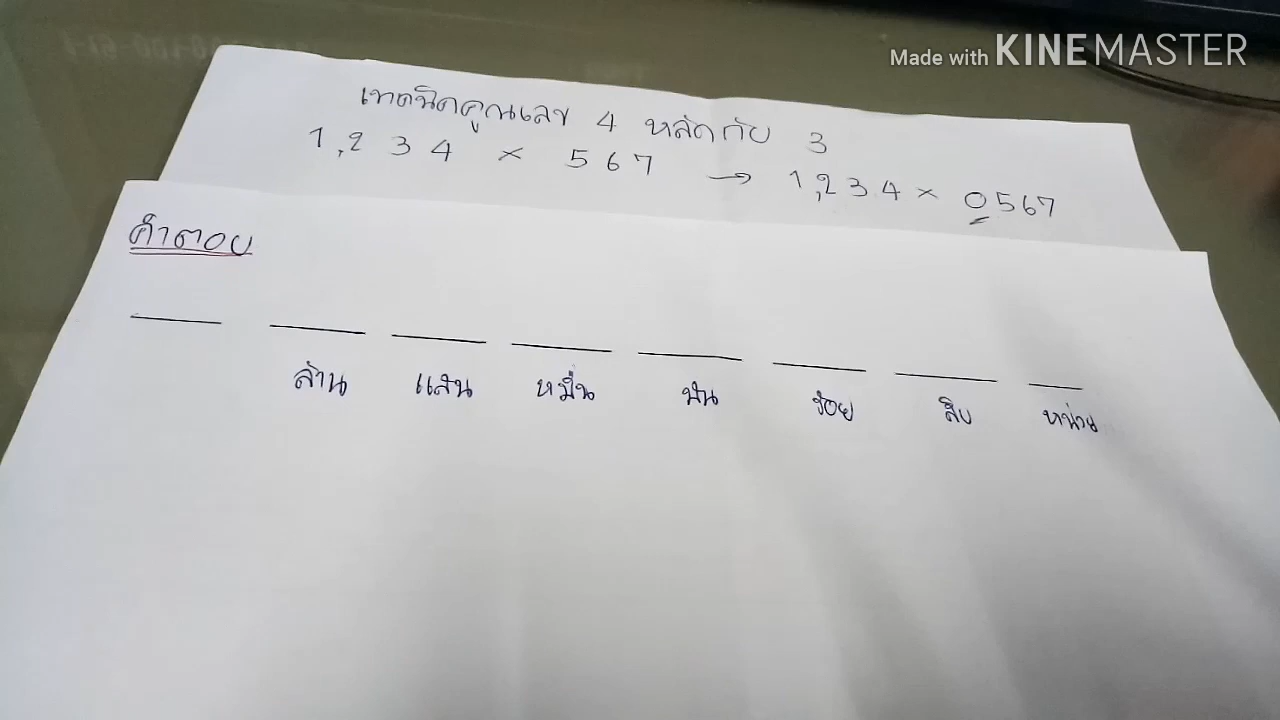 Made with KINEMASTER
เทคนิคคูณเลข 4 หลักกับ 3
1,234 × 567 → 1,234 × 0567
คำตอบ
ล้าน แสน หมื่น พัน ร้อย สิบ หน่วย